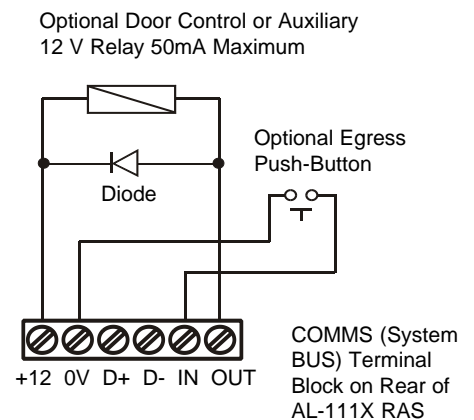 Optional Door Control or Auxiliary
12 V Relay 50mA Maximum
Optional Egress
Push-Button
Diode
+12 0V D+ D- IN OUT
COMMS (System
BUS) Terminal
Block on Rear of
AL-111X RAS